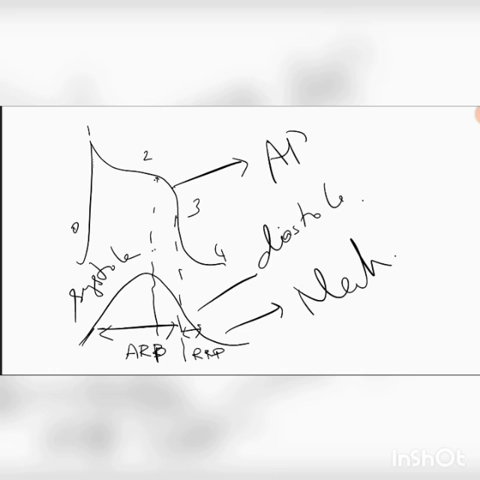 1
2
AP
0
3
diastole.
4
systole
Mech.
ARP
RRP
InShOt